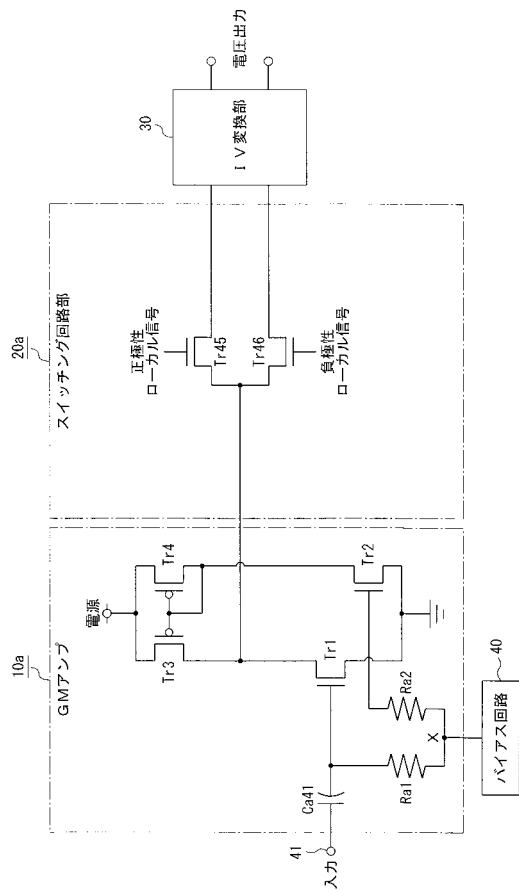 10a
GMアンプ
電源
Tr3
Tr4
Tr1
Tr2
Ca41
41
入力
Ra1
Ra2
X
40
バイアス回路
20a
スイッチング回路部
正極性
ローカル信号
Tr45
Tr46
負極性
ローカル信号
30
IV変換部
電圧出力